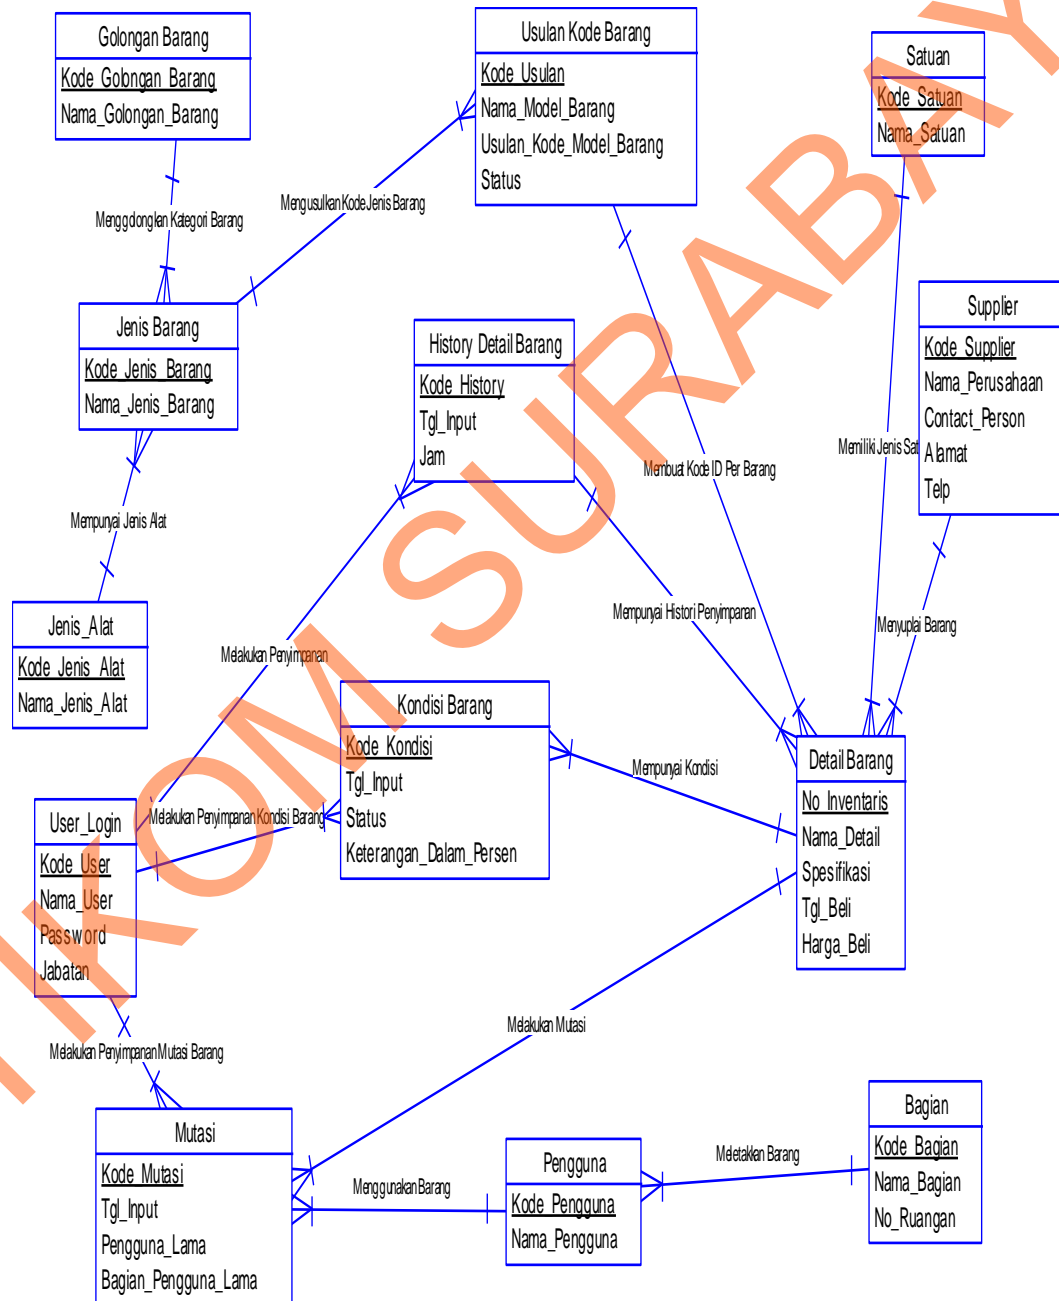 Golongan Barang
Kode_Golongan_Barang
Nama_Golongan_Barang
Usulan Kode Barang
Kode_Usulan
Nama_Model_Barang
Usulan_Kode_Model_Barang
Status
Satuan
Kode_Satuan
Nama_Satuan
Menggolongkan Kategori Barang
Mengusulkan Kode Jenis Barang
Jenis Barang
Kode_Jenis_Barang
Nama_Jenis_Barang
History Detail Barang
Kode_History
Tgl_Input
Jam
Supplier
Kode_Supplier
Nama_Perusahaan
Contact_Person
Alamat
Telp
Membuat Kode ID Per Barang
Memiliki Jenis Sat
Mempunyai Jenis Alat
Jenis_Alat
Kode_Jenis_Alat
Nama_Jenis_Alat
Mempunyai Histori Penyimpanan
Menyuplai Barang
Melakukan Penyimpanan
Kondisi Barang
Kode_Kondisi
Tgl_Input
Status
Keterangan_Dalam_Persen
Mempunyai Kondisi
Detail Barang
No_Inventaris
Nama_Detail
Spesifikasi
Tgl_Beli
Harga_Beli
Melakukan Penyimpanan Kondisi Barang
User_Login
Kode_User
Nama_User
Password
Jabatan
Melakukan Mutasi
Melakukan Penyimpanan Mutasi Barang
Mutasi
Kode_Mutasi
Tgl_Input
Pengguna_Lama
Bagian_Pengguna_Lama
Menggunakan Barang
Pengguna
Kode_Pengguna
Nama_Pengguna
Meletakkan Barang
Bagian
Kode_Bagian
Nama_Bagian
No_Ruangan
IKOM SURABAY